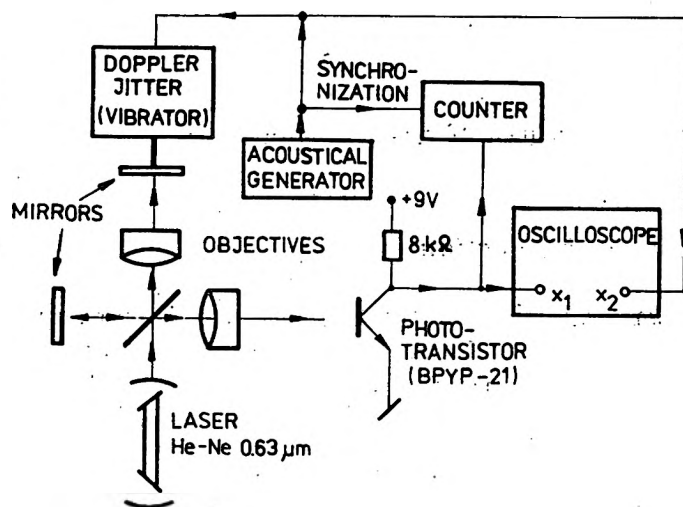 DOPPLER
JITTER
(VIBRATOR)
SYNCHRO-
NIZATION
COUNTER
ACOUSTICAL
GENERATOR
MIRRORS
OBJECTIVES
+9V
8kΩ
OSCILLOSCOPE
x1
x2
PHOTO-
TRANSISTOR
(BPYP-21)
LASER
He-Ne 0.63 μm